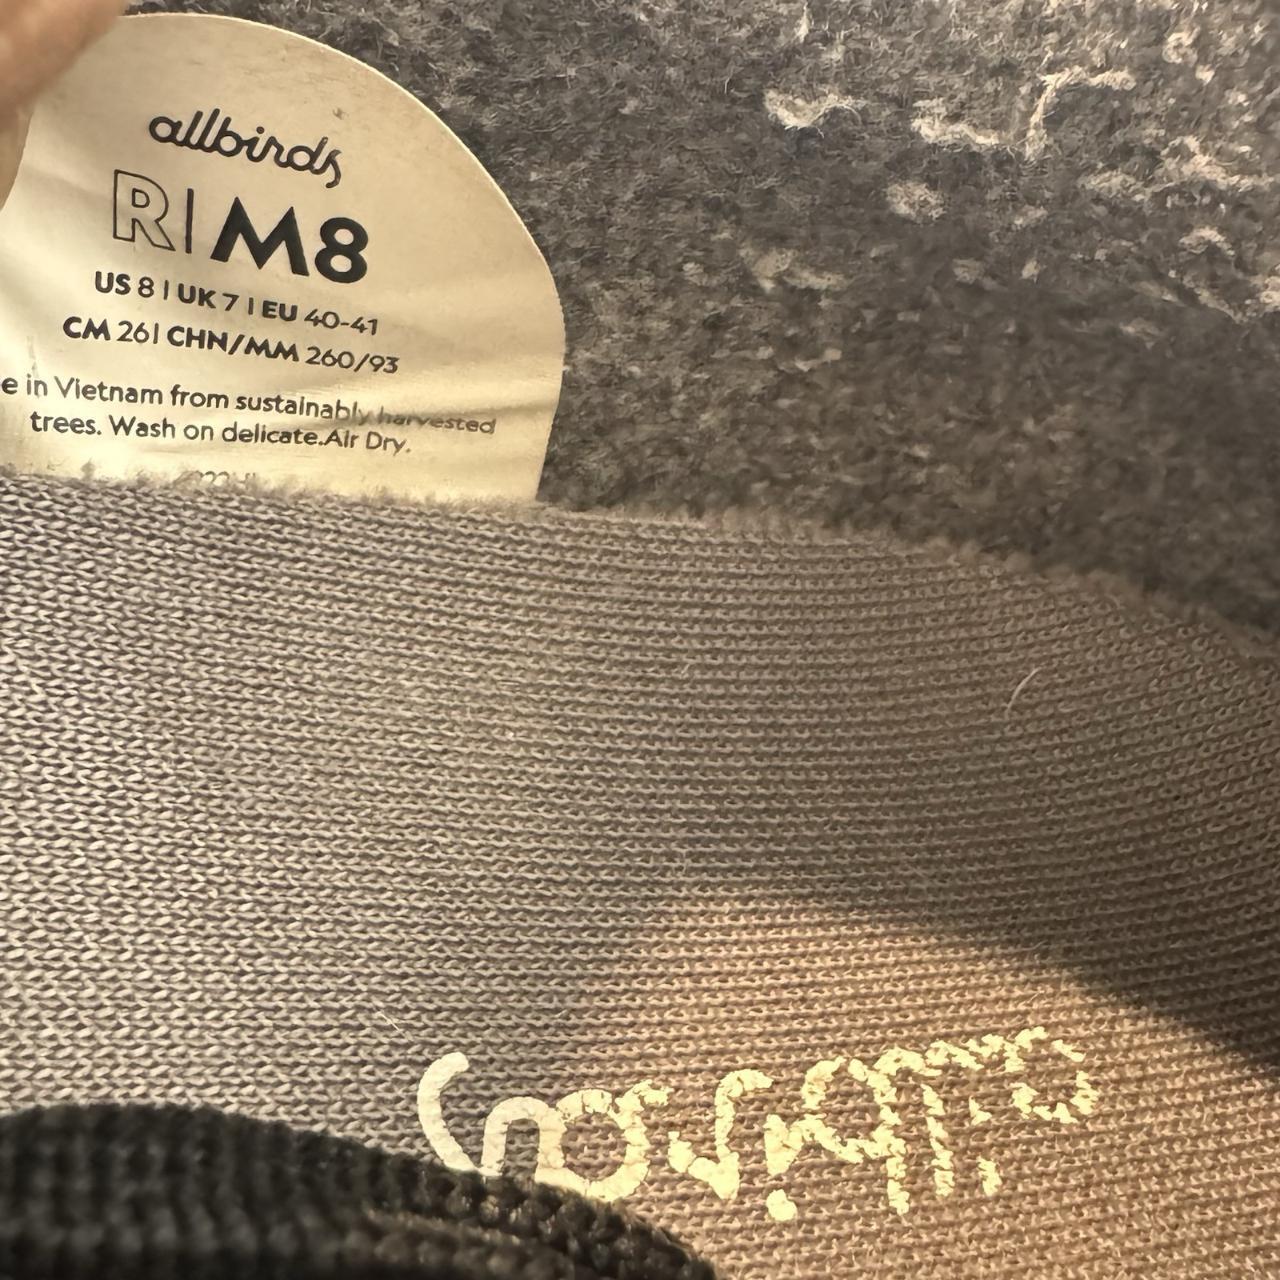 allbirds
R | M8
US 8 | UK 7 | EU 40-41
CM 26 | CHN/MM 260/93
e in Vietnam from sustainably harvested
trees. Wash on delicate.Air Dry.